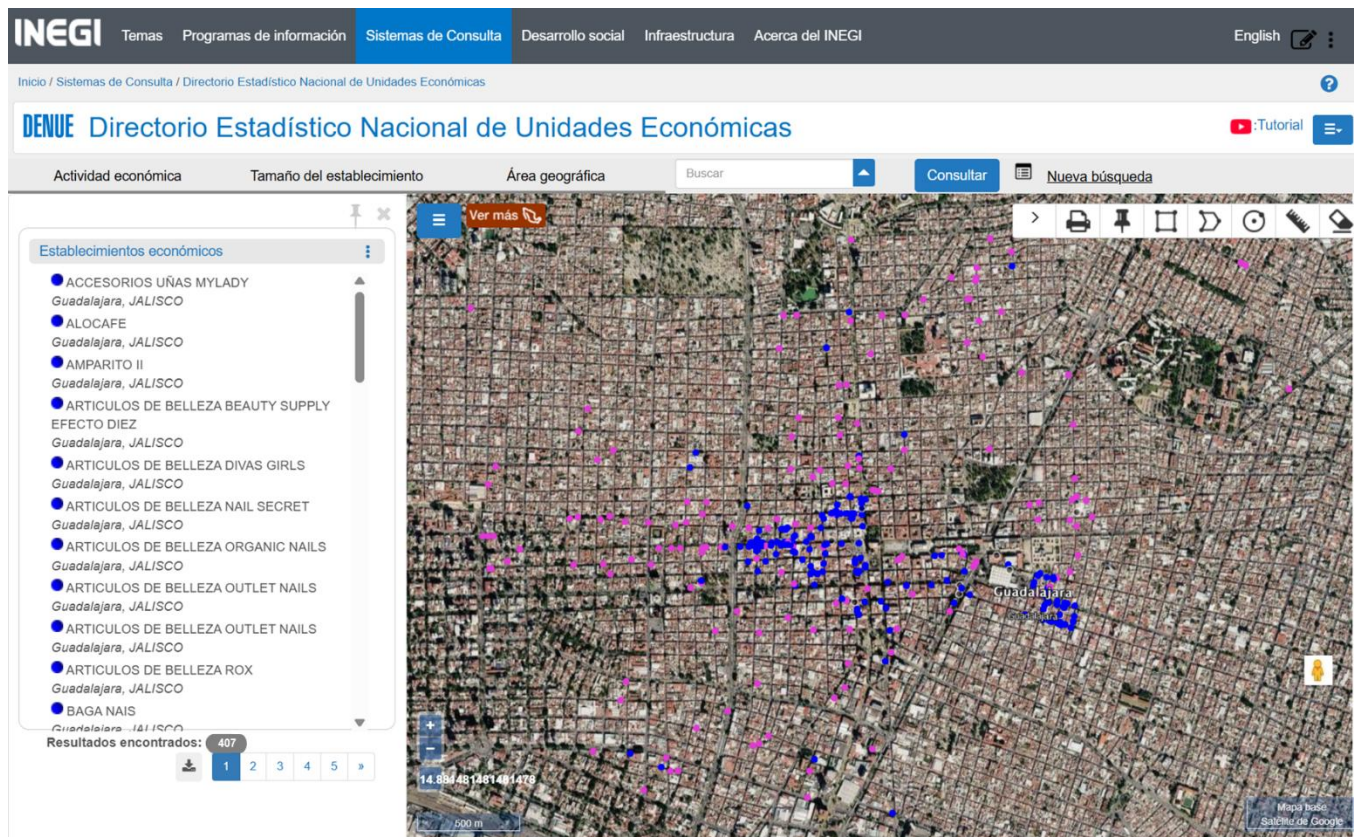 INEGI Temas Programas de información Sistemas de Consulta Desarrollo social Infraestructura Acerca del INEGI English
Inicio / Sistemas de Consulta / Directorio Estadístico Nacional de Unidades Económicas
DENUE Directorio Estadístico Nacional de Unidades Económicas
:Tutorial
Actividad económica Tamaño del establecimiento Área geográfica Buscar Consultar Nueva búsqueda
Ver más
Establecimientos económicos
ACCESORIOS UÑAS MYLADY
Guadalajara, JALISCO
ALOCAFE
Guadalajara, JALISCO
AMPARITO II
Guadalajara, JALISCO
ARTICULOS DE BELLEZA BEAUTY SUPPLY
EFECTO DIEZ
Guadalajara, JALISCO
ARTICULOS DE BELLEZA DIVAS GIRLS
Guadalajara, JALISCO
ARTICULOS DE BELLEZA NAIL SECRET
Guadalajara, JALISCO
ARTICULOS DE BELLEZA ORGANIC NAILS
Guadalajara, JALISCO
ARTICULOS DE BELLEZA OUTLET NAILS
Guadalajara, JALISCO
ARTICULOS DE BELLEZA OUTLET NAILS
Guadalajara, JALISCO
ARTICULOS DE BELLEZA ROX
Guadalajara, JALISCO
BAGA NAIS
Guadalajara, JALISCO
Resultados encontrados: 407
1 2 3 4 5 »
Guadalajara
Guadalajara
+
−
14.881481481481478
500 m
Mapa base
Satélite de Google